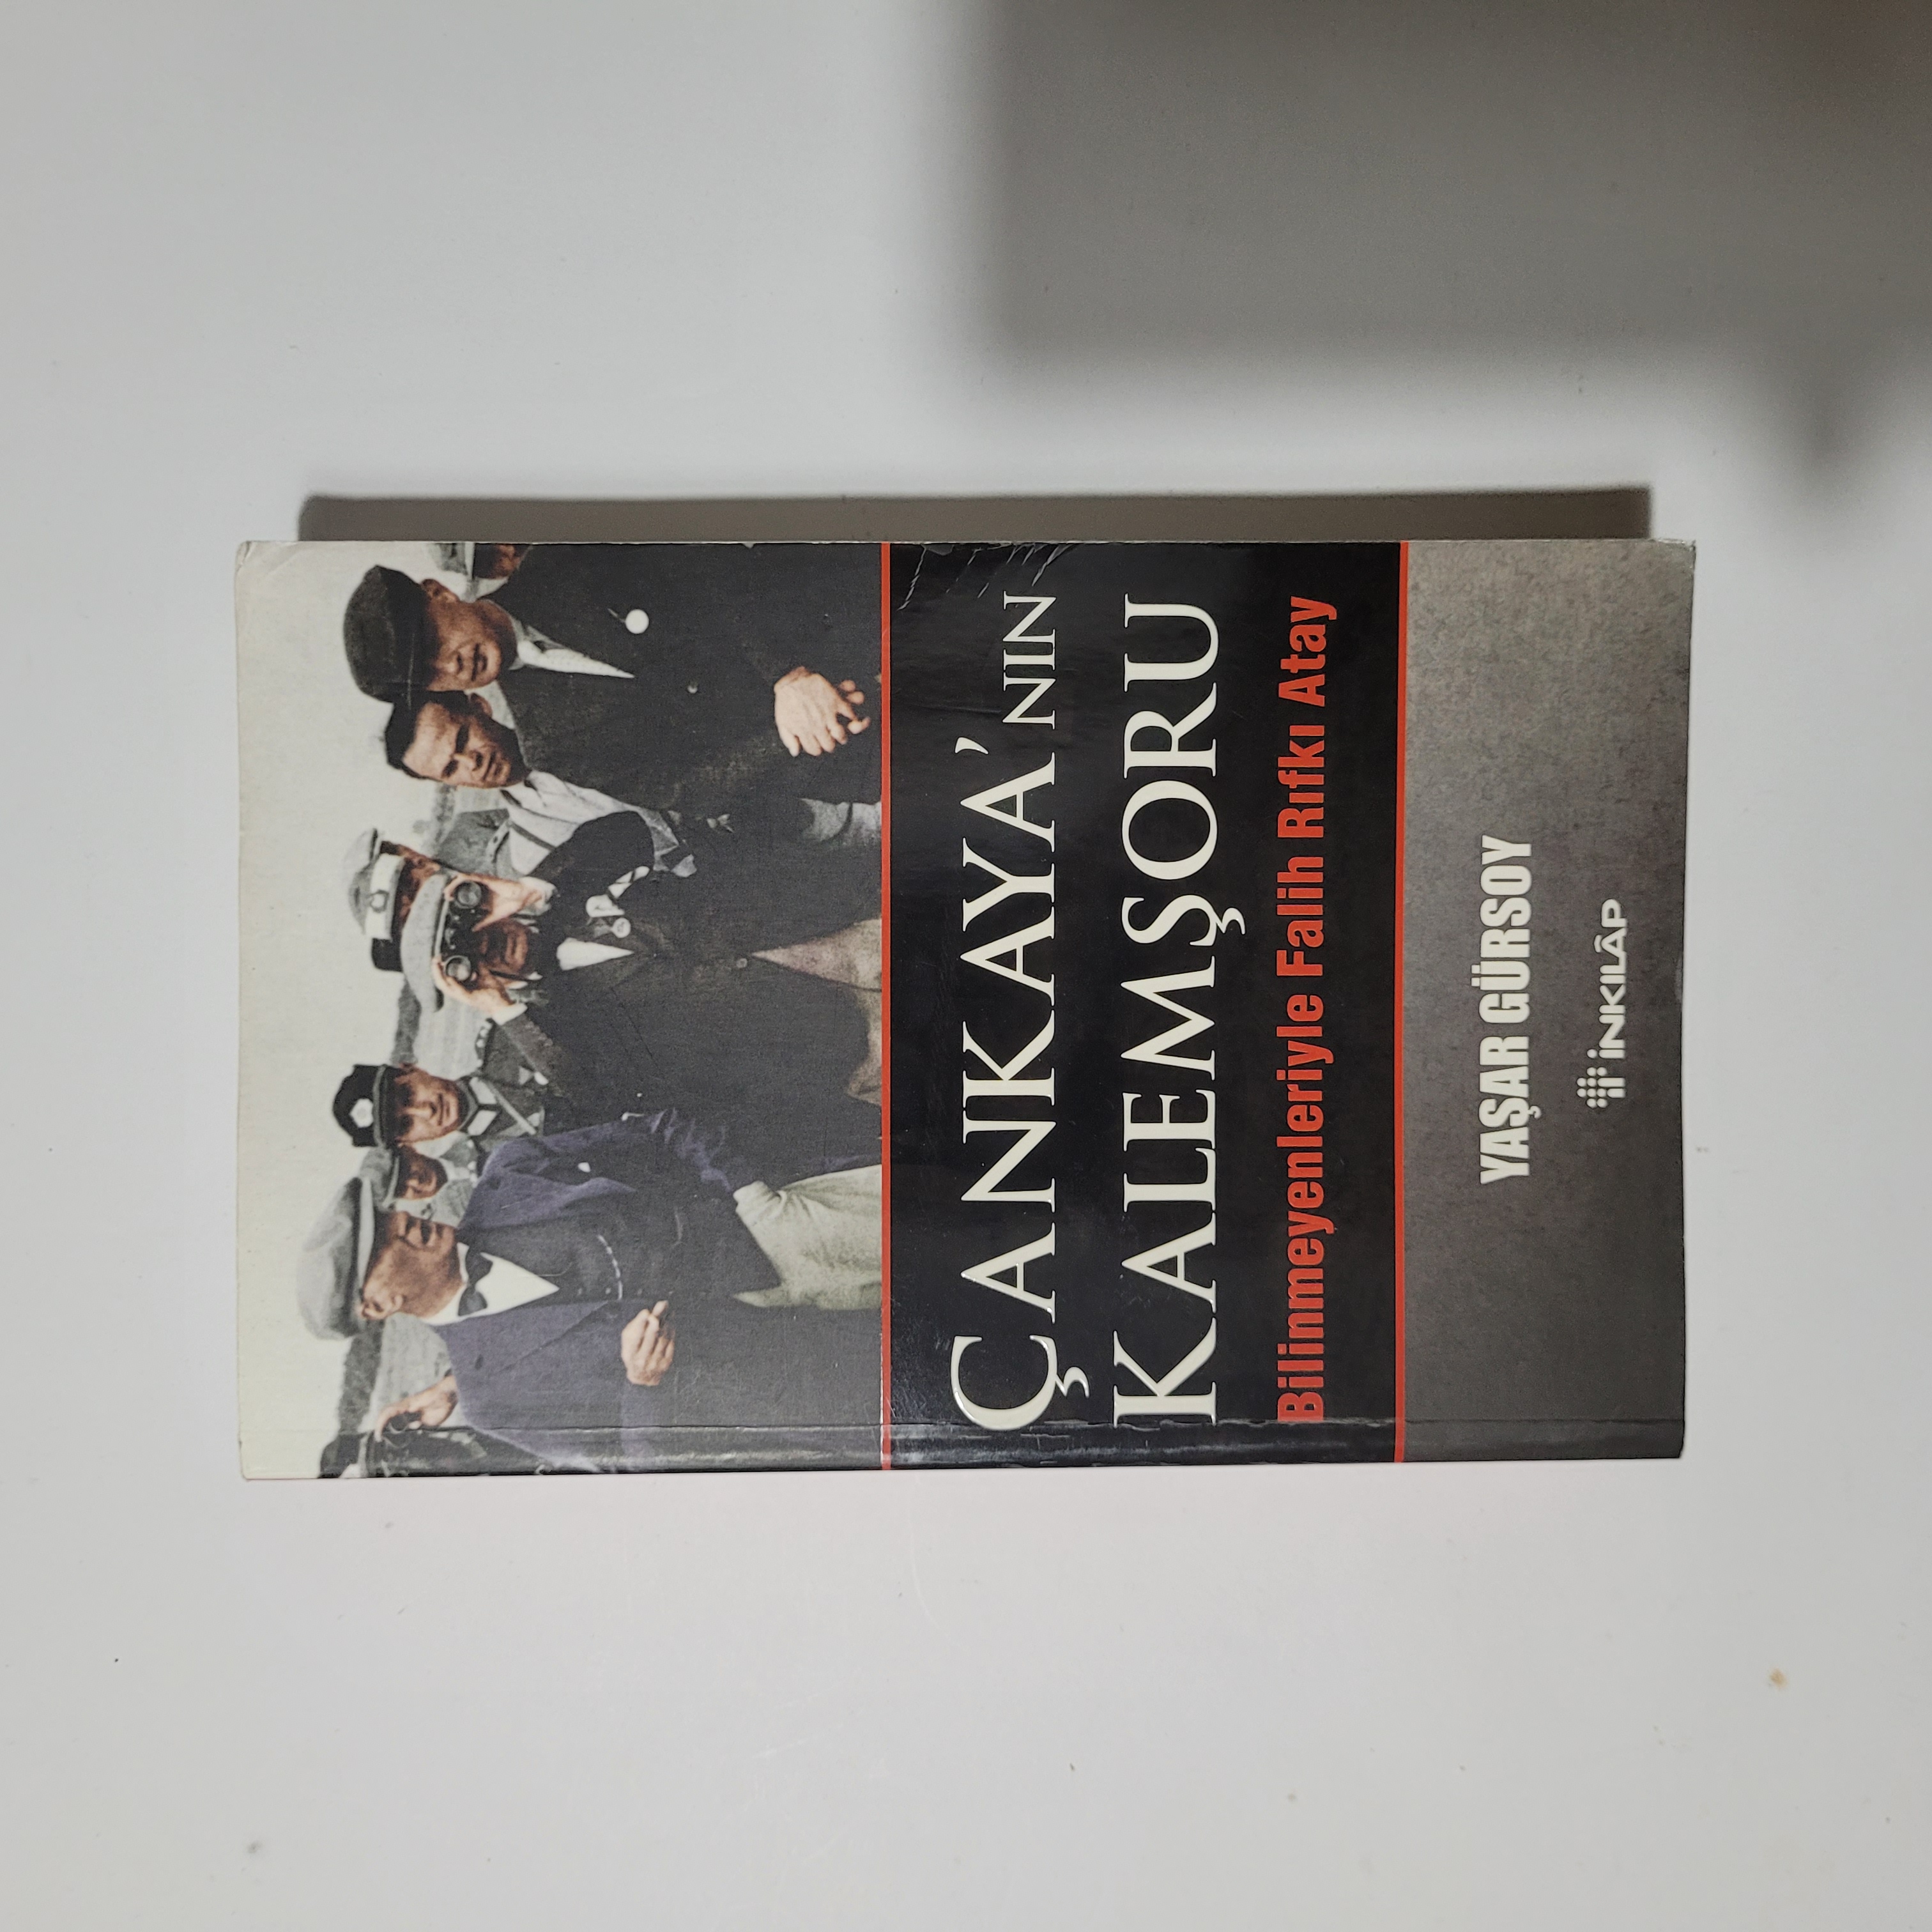 ÇANKAYA'NIN
KALEMŞORU
Bilinmeyenleriyle Falih Rıfkı Atay
YAŞAR GÜRSOY
İNKILÂP